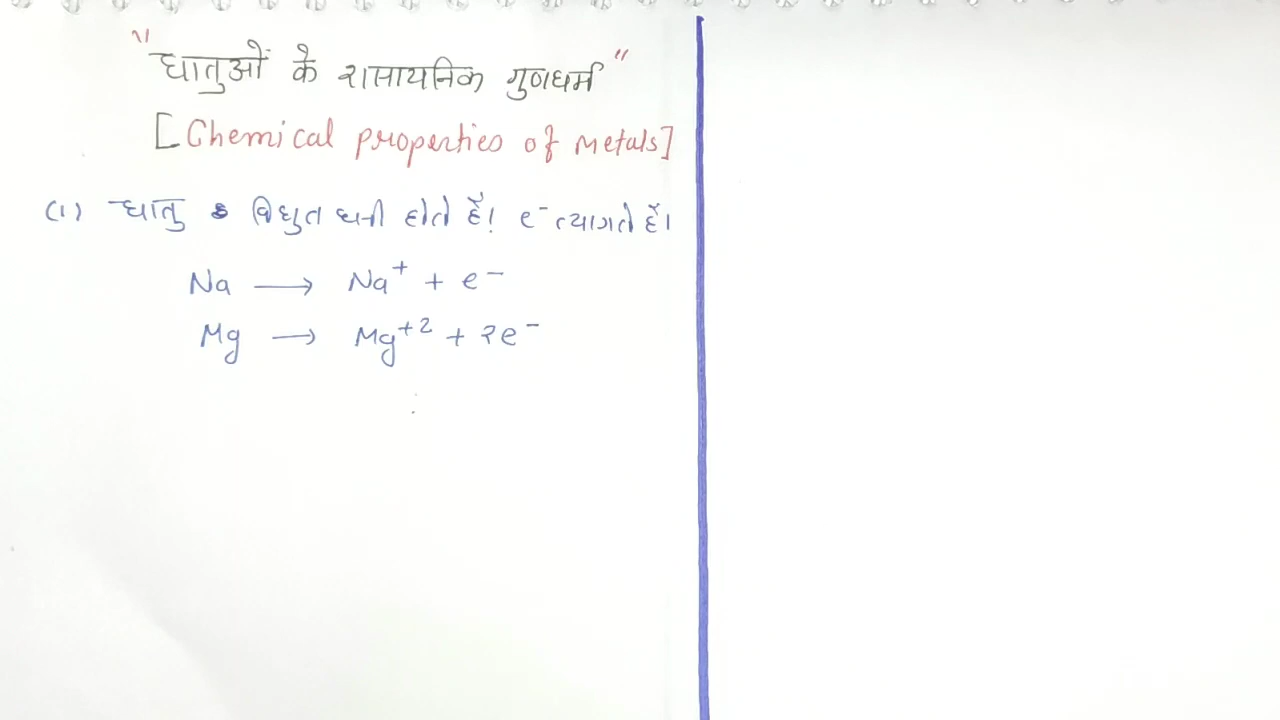 "धातुओं के रासायनिक गुणधर्म"
[Chemical properties of metals]
(1) धातु विद्युत धनी होते हैं। e⁻ त्यागते हैं।
Na ⟶ Na⁺ + e⁻
Mg ⟶ Mg⁺² + 2e⁻